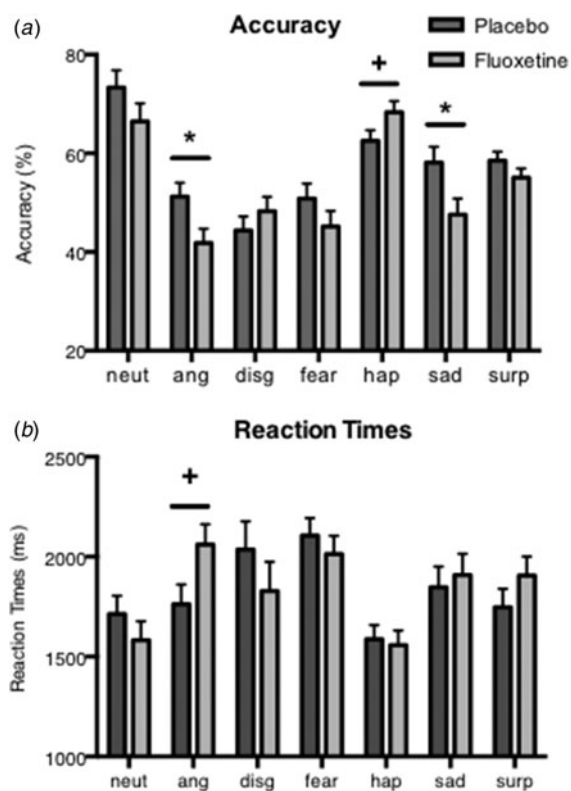 (a) Accuracy
Placebo
Fluoxetine
Accuracy (%)
80
60
40
20
*
+
*
neut ang disg fear hap sad surp
(b) Reaction Times
Reaction Times (ms)
2500
2000
1500
1000
+
neut ang disg fear hap sad surp